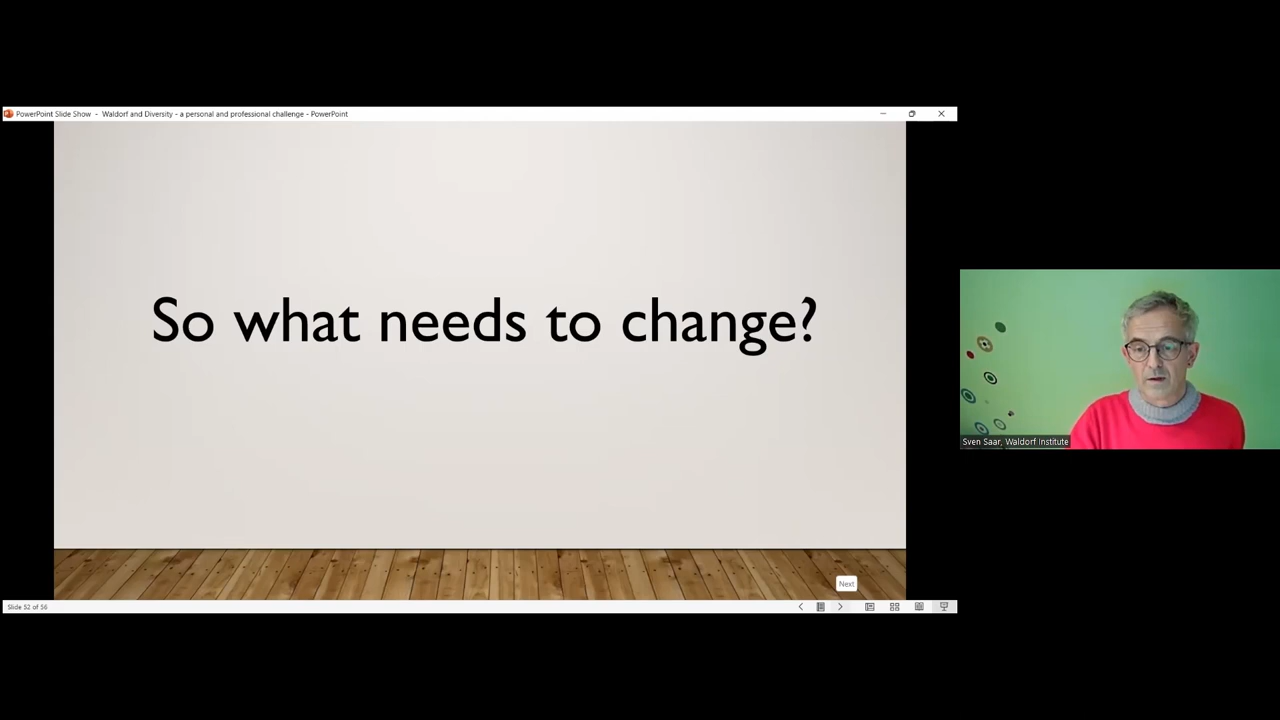 PowerPoint Slide Show - Waldorf and Diversity - a personal and professional challenge - PowerPoint
So what needs to change?
Sven Saar, Waldorf Institute
Next
Slide 52 of 56